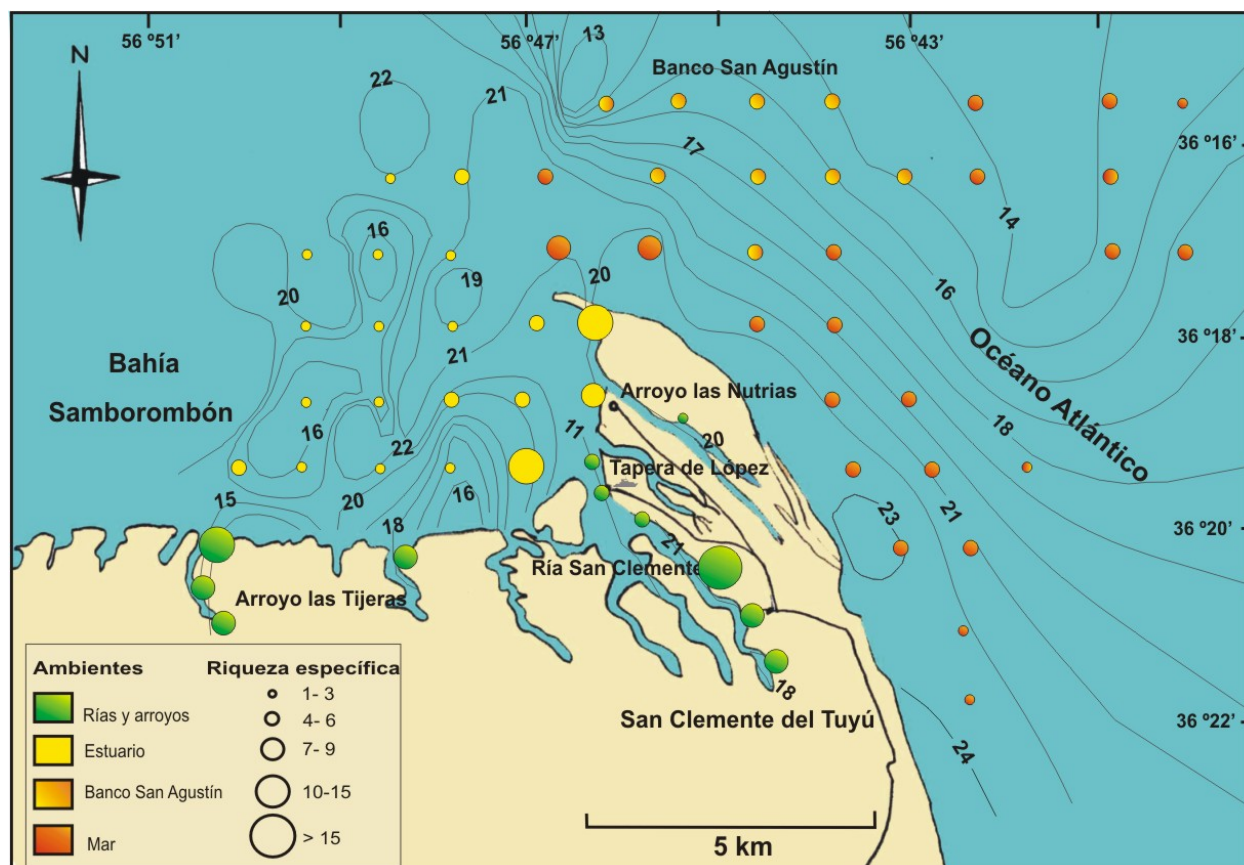 56 º51’
56 º47’
56 º43’
N
13
22
21
Banco San Agustín
17
36 º16’
14
16
19
20
20
16
21
Bahía
Samborombón
Océano Atlántico
36 º18’
Arroyo las Nutrias
16
22
11
20
18
Tapera de López
15
20
16
18
21
23
21
36 º20’
Ría San Clemente
Arroyo las Tijeras
18
San Clemente del Tuyú
36 º22’
24
Ambientes
Riqueza específica
Rías y arroyos
Estuario
Banco San Agustín
Mar
1- 3
4- 6
7- 9
10-15
> 15
5 km